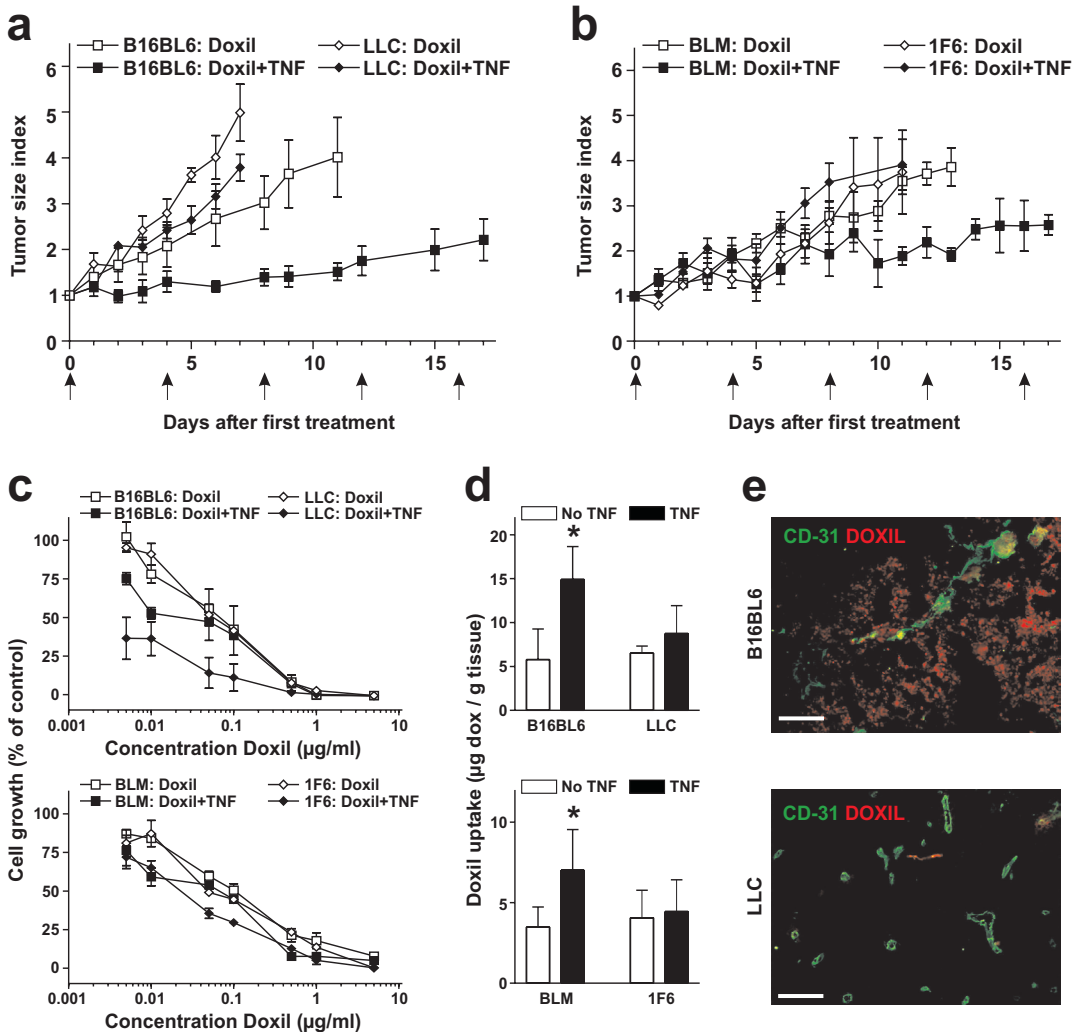 a
B16BL6: Doxil LLC: Doxil
B16BL6: Doxil+TNF LLC: Doxil+TNF
Tumor size index
6
5
4
3
2
1
0 5 10 15
Days after first treatment
b
BLM: Doxil 1F6: Doxil
BLM: Doxil+TNF 1F6: Doxil+TNF
Tumor size index
6
5
4
3
2
1
0 5 10 15
Days after first treatment
c
B16BL6: Doxil LLC: Doxil
B16BL6: Doxil+TNF LLC: Doxil+TNF
Cell growth (% of control)
100
75
50
25
0
0.001 0.01 0.1 1 10
Concentration Doxil (µg/ml)
BLM: Doxil 1F6: Doxil
BLM: Doxil+TNF 1F6: Doxil+TNF
100
75
50
25
0
0.001 0.01 0.1 1 10
Concentration Doxil (µg/ml)
d
No TNF TNF
*
Doxil uptake (µg dox / g tissue)
20
15
10
5
0
B16BL6 LLC
No TNF TNF
*
10
5
0
BLM 1F6
e
CD-31 DOXIL
B16BL6
CD-31 DOXIL
LLC